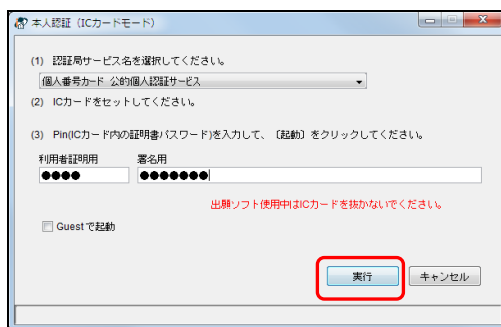 本人認証（ICカードモード）
(1) 認証局サービス名を選択してください。
個人番号カード 公的個人認証サービス
(2) ICカードをセットしてください。
(3) Pin(ICカード内の証明書パスワード)を入力して、〔起動〕をクリックしてください。
利用者証明用 署名用
●●●● ●●●●●●●
出願ソフト使用中はICカードを抜かないでください。
Guestで起動
実行 キャンセル